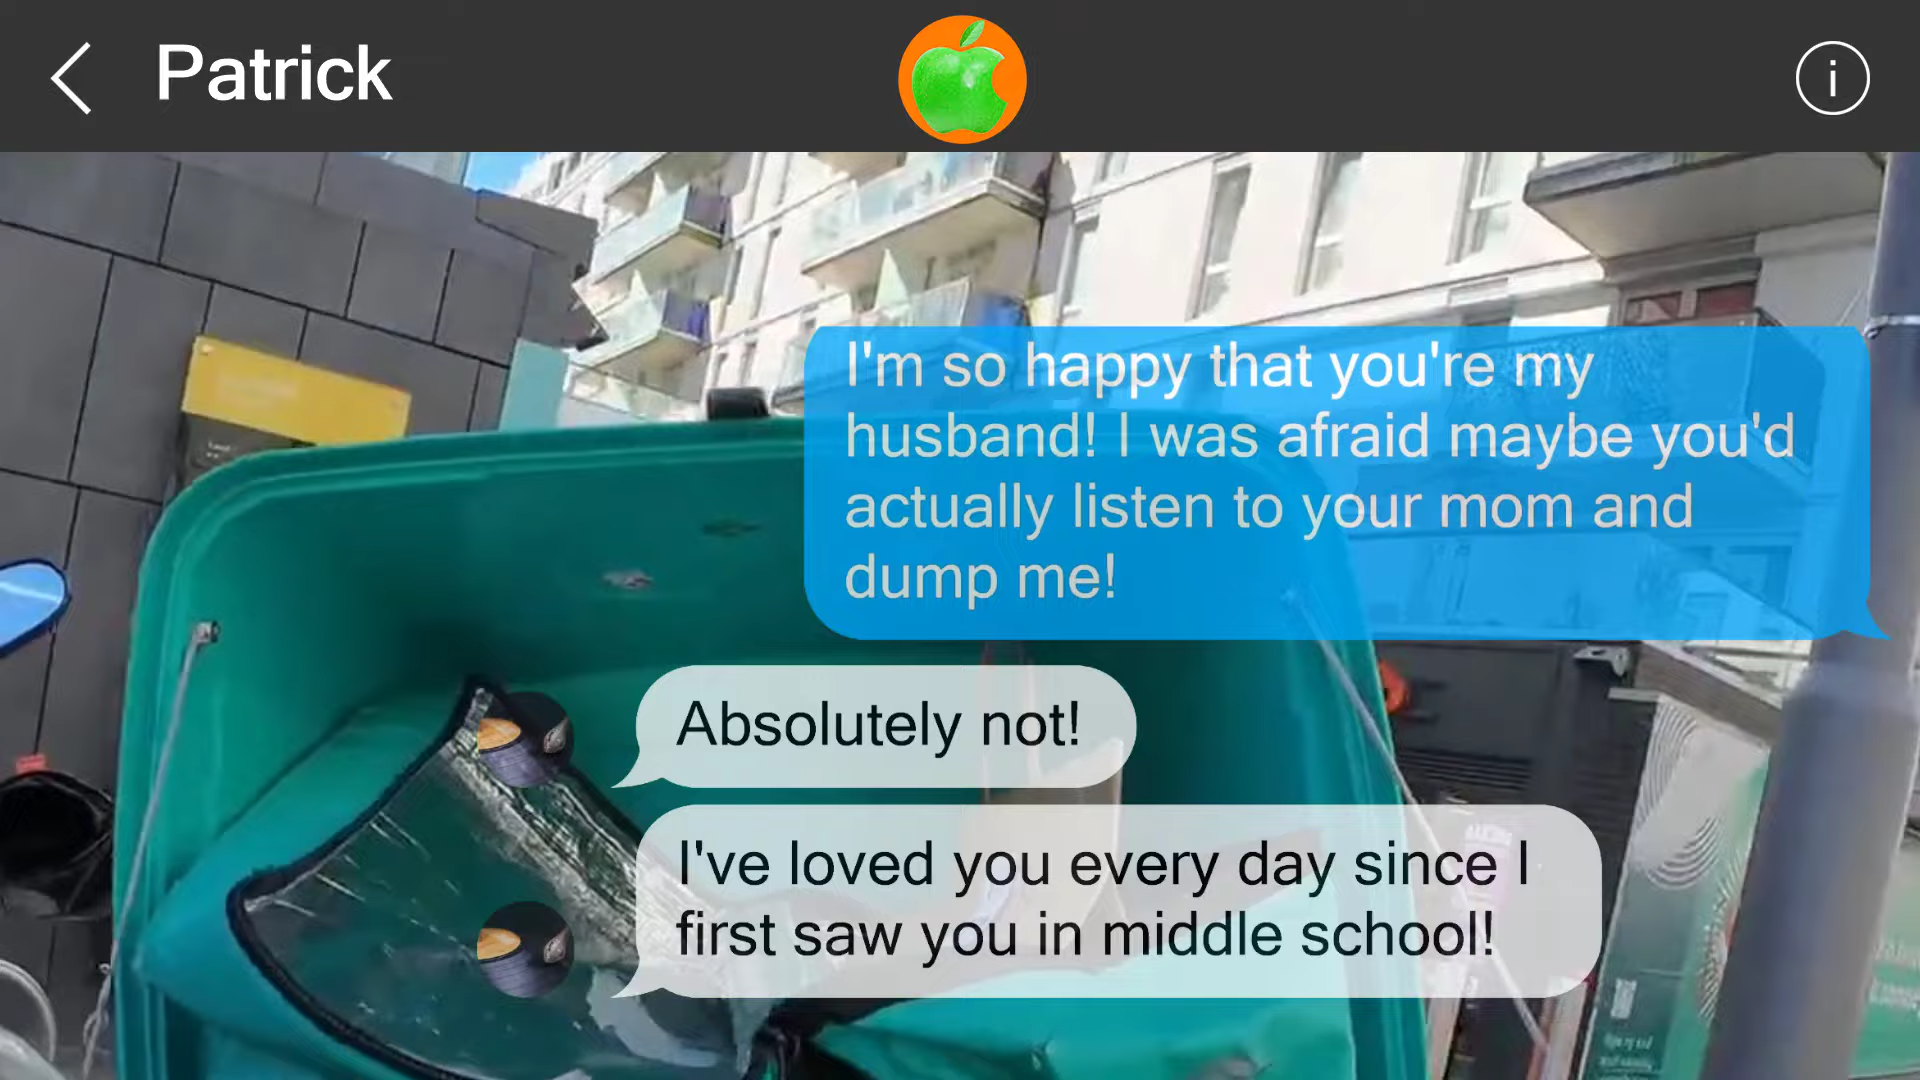 Patrick
i
I'm so happy that you're my
husband! I was afraid maybe you'd
actually listen to your mom and
dump me!
Absolutely not!
I've loved you every day since I
first saw you in middle school!